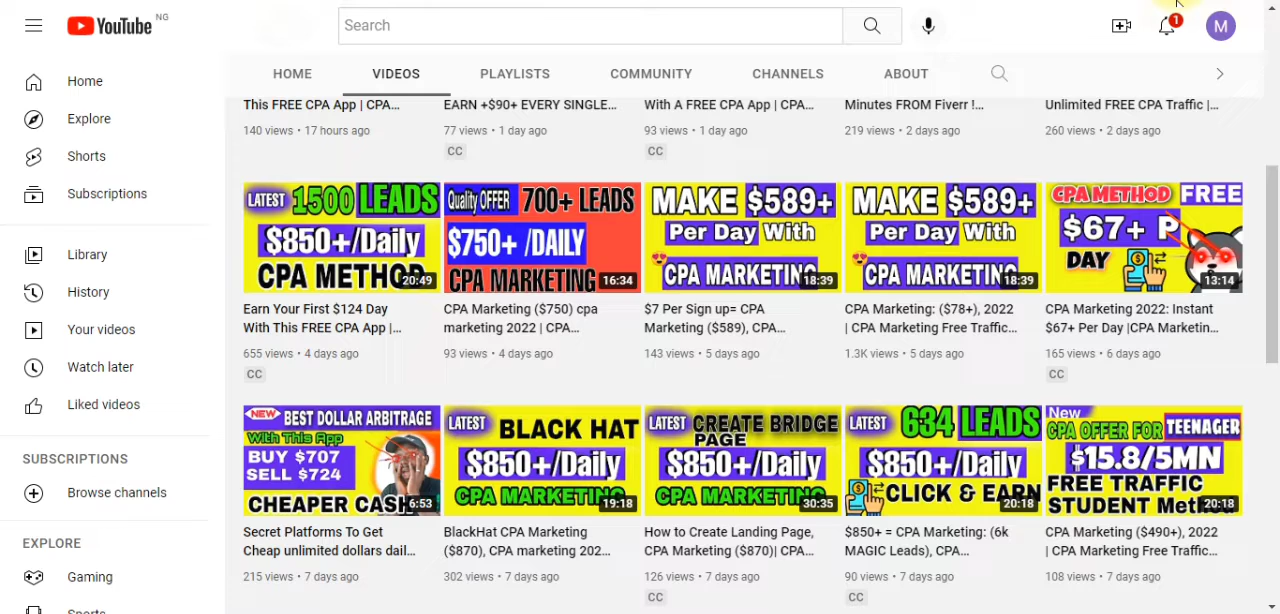 YouTube NG
Search
1
M
Home
Explore
Shorts
Subscriptions
Library
History
Your videos
Watch later
Liked videos
SUBSCRIPTIONS
Browse channels
EXPLORE
Gaming
Sports
HOME VIDEOS PLAYLISTS COMMUNITY CHANNELS ABOUT
This FREE CPA App | CPA...
140 views • 17 hours ago
EARN +$90+ EVERY SINGLE...
77 views • 1 day ago
CC
With A FREE CPA App | CPA...
93 views • 1 day ago
CC
Minutes FROM Fiverr !...
219 views • 2 days ago
Unlimited FREE CPA Traffic |...
260 views • 2 days ago
LATEST 1500 LEADS
$850+/Daily
CPA METHOD
20:49
Earn Your First $124 Day
With This FREE CPA App |...
655 views • 4 days ago
CC
Quality OFFER 700+ LEADS
$750+ /DAILY
CPA MARKETING
16:34
CPA Marketing ($750) cpa
marketing 2022 | CPA...
93 views • 4 days ago
MAKE $589+
Per Day With
CPA MARKETING
18:39
$7 Per Sign up= CPA
Marketing ($589), CPA...
143 views • 5 days ago
MAKE $589+
Per Day With
CPA MARKETING
18:39
CPA Marketing: ($78+), 2022
| CPA Marketing Free Traffic...
1.3K views • 5 days ago
CPA METHOD FREE
$67+ P
DAY
13:14
CPA Marketing 2022: Instant
$67+ Per Day |CPA Marketin...
165 views • 6 days ago
CC
NEW BEST DOLLAR ARBITRAGE
With This App
BUY $707
SELL $724
CHEAPER CASH
6:53
Secret Platforms To Get
Cheap unlimited dollars dail...
215 views • 7 days ago
LATEST BLACK HAT
$850+/Daily
CPA MARKETING
19:18
BlackHat CPA Marketing
($870), CPA marketing 202...
302 views • 7 days ago
LATEST CREATE BRIDGE
PAGE
$850+/Daily
CPA MARKETING
30:35
How to Create Landing Page,
CPA Marketing ($870)| CPA...
126 views • 7 days ago
CC
LATEST 634 LEADS
$850+/Daily
CLICK & EARN
20:18
$850+ = CPA Marketing: (6k
MAGIC Leads), CPA...
90 views • 7 days ago
CC
New
CPA OFFER FOR TEENAGER
$15.8/5MN
FREE TRAFFIC
STUDENT Meth
20:18
CPA Marketing ($490+), 2022
| CPA Marketing Free Traffic...
108 views • 7 days ago